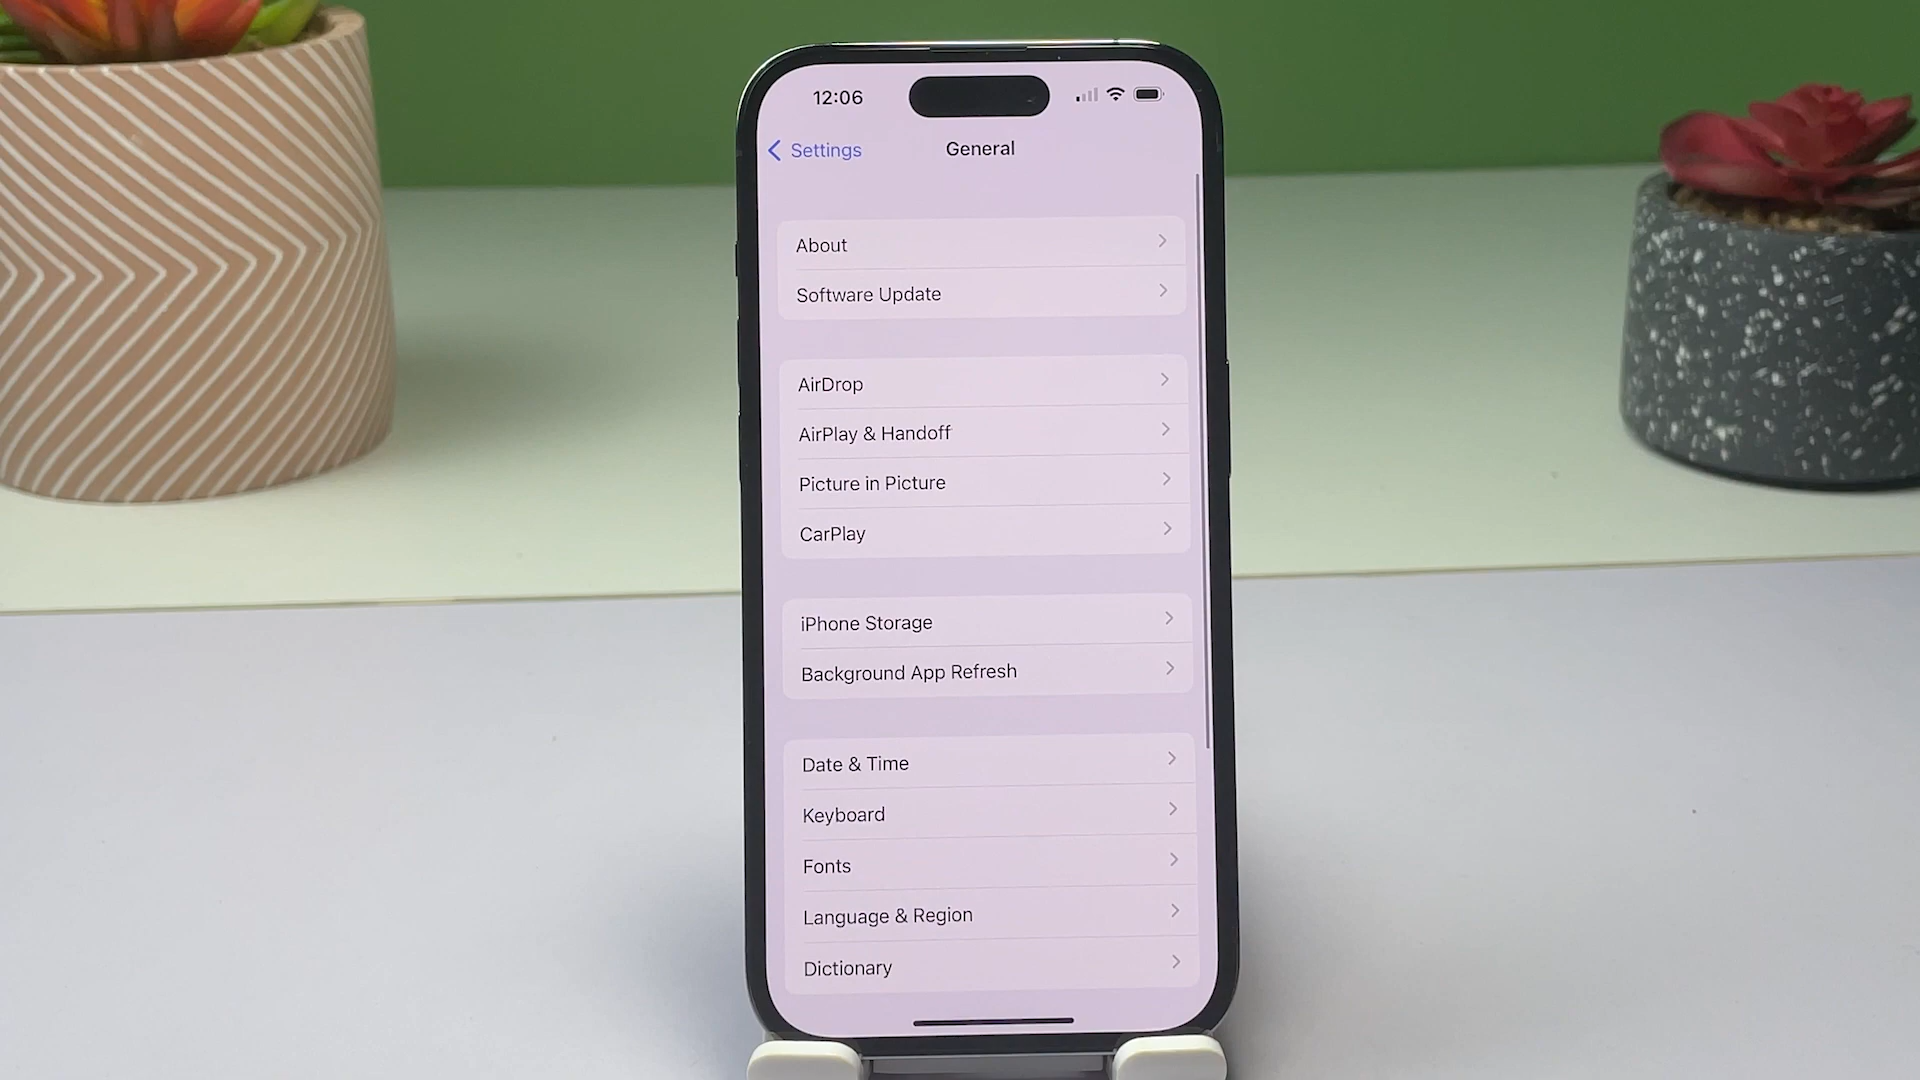 12:06
Settings
General
About
Software Update
AirDrop
AirPlay & Handoff
Picture in Picture
CarPlay
iPhone Storage
Background App Refresh
Date & Time
Keyboard
Fonts
Language & Region
Dictionary